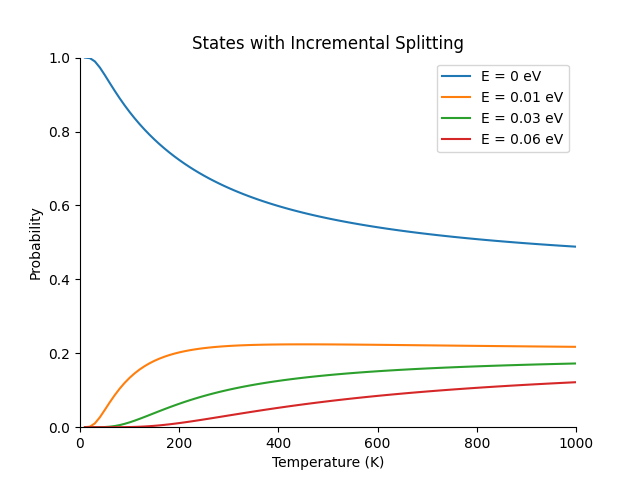 States with Incremental Splitting
1.0
0.8
0.6
0.4
0.2
0.0
Probability
E = 0 eV
E = 0.01 eV
E = 0.03 eV
E = 0.06 eV
0 200 400 600 800 1000
Temperature (K)